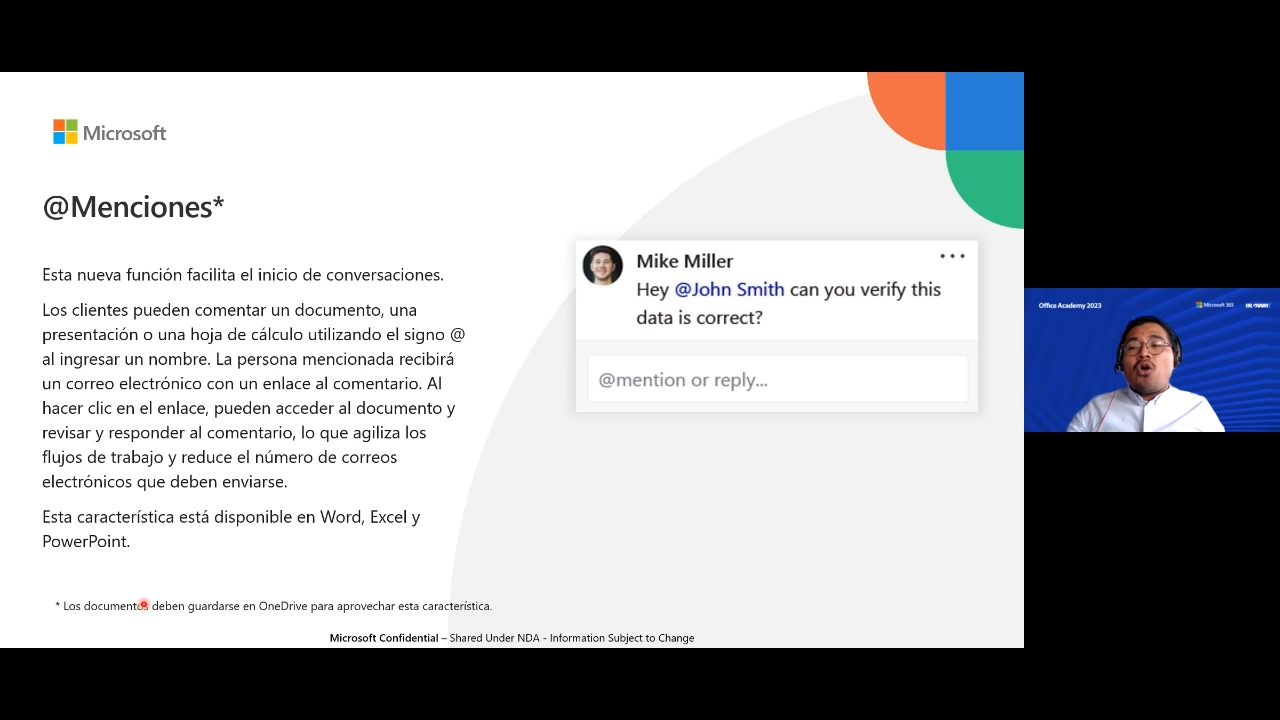 Microsoft
@Menciones*
Esta nueva función facilita el inicio de conversaciones.
Los clientes pueden comentar un documento, una
presentación o una hoja de cálculo utilizando el signo @
al ingresar un nombre. La persona mencionada recibirá
un correo electrónico con un enlace al comentario. Al
hacer clic en el enlace, pueden acceder al documento y
revisar y responder al comentario, lo que agiliza los
flujos de trabajo y reduce el número de correos
electrónicos que deben enviarse.
Esta característica está disponible en Word, Excel y
PowerPoint.
* Los documentos deben guardarse en OneDrive para aprovechar esta característica.
Microsoft Confidential – Shared Under NDA - Information Subject to Change
Mike Miller
Hey @John Smith can you verify this
data is correct?
@mention or reply...
Office Academy 2023
Microsoft 365